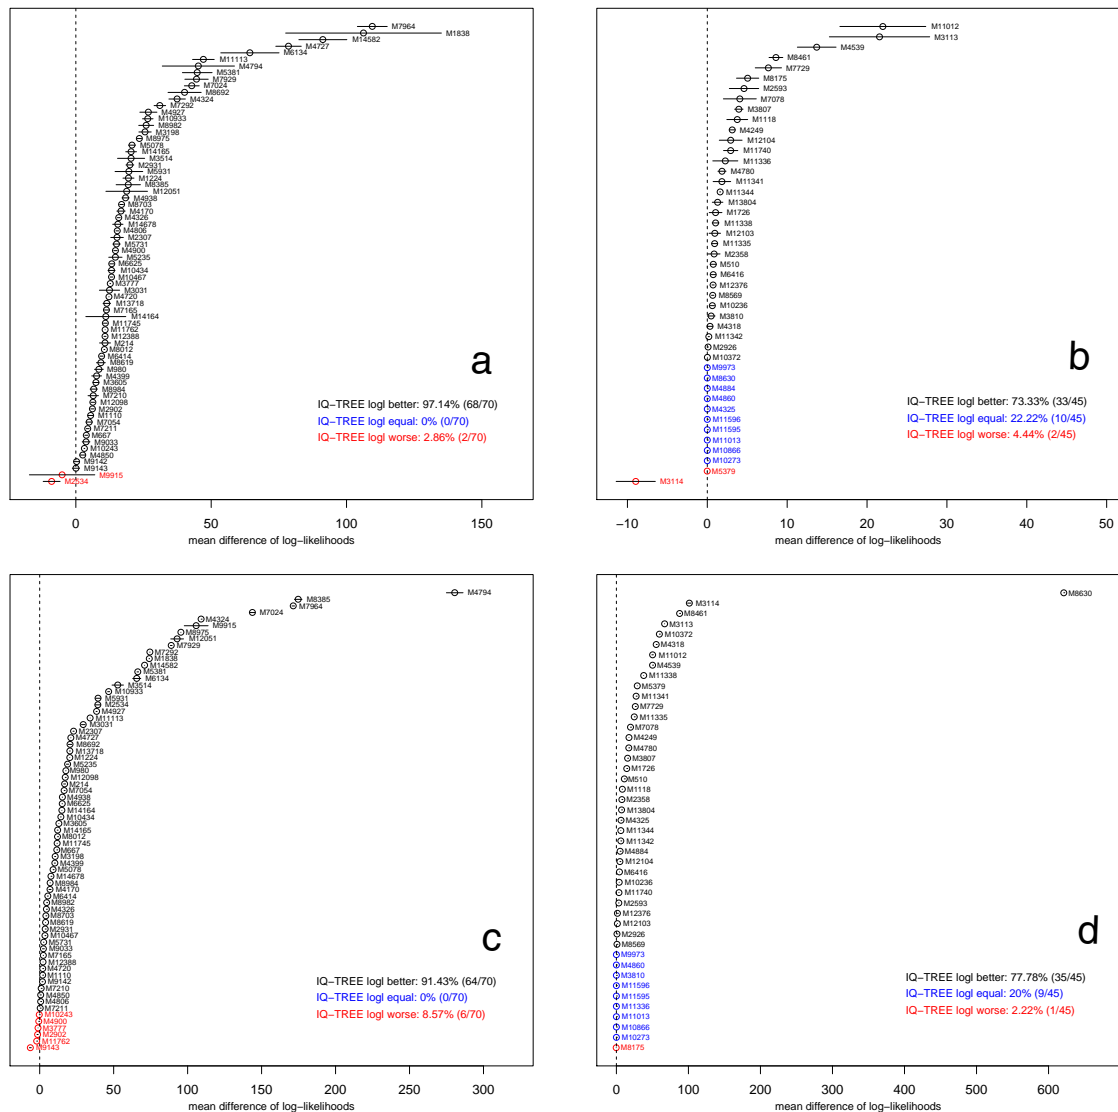 M7964
M1838
M14582
M4727
M6134
M11113
M4794
M5381
M7929
M7024
M8692
M4324
M7292
M4927
M10933
M8982
M3198
M8975
M5078
M14165
M3514
M2931
M5931
M1224
M8385
M12051
M4938
M8703
M4170
M4326
M14678
M4806
M2307
M5731
M4900
M5235
M6625
M10434
M10467
M3777
M3031
M4720
M13718
M7165
M14164
M11745
M11762
M12388
M214
M8012
M6414
M8619
M980
M4399
M3605
M8984
M7210
M12098
M2902
M1110
M7054
M7211
M667
M9033
M10243
M4850
M9142
M9143
M9915
M2534
a
IQ−TREE logl better: 97.14% (68/70)
IQ−TREE logl equal: 0% (0/70)
IQ−TREE logl worse: 2.86% (2/70)
0 50 100 150
mean difference of log−likelihoods
M11012
M3113
M4539
M8461
M7729
M8175
M2593
M7078
M3807
M1118
M4249
M12104
M11740
M11336
M4780
M11341
M11344
M13804
M1726
M11338
M12103
M11335
M2358
M510
M6416
M12376
M8569
M10236
M3810
M4318
M11342
M2926
M10372
M9973
M8630
M4884
M4860
M4325
M11596
M11595
M11013
M10866
M10273
M5379
M3114
b
IQ−TREE logl better: 73.33% (33/45)
IQ−TREE logl equal: 22.22% (10/45)
IQ−TREE logl worse: 4.44% (2/45)
−10 0 10 20 30 40 50
mean difference of log−likelihoods
M4794
M8385
M7964
M7024
M4324
M9915
M8975
M12051
M7929
M7292
M1838
M14582
M5381
M6134
M3514
M10933
M5931
M2534
M4927
M11113
M3031
M2307
M4727
M8692
M13718
M1224
M5235
M980
M12098
M214
M7054
M4938
M6625
M14164
M10434
M3605
M14165
M8012
M11745
M667
M3198
M4399
M5078
M14678
M8984
M4170
M6414
M8982
M4326
M8703
M8619
M2931
M10467
M5731
M9033
M7165
M12388
M4720
M1110
M9142
M7210
M4850
M4806
M7211
M10243
M4900
M3777
M2902
M11762
M9143
c
IQ−TREE logl better: 91.43% (64/70)
IQ−TREE logl equal: 0% (0/70)
IQ−TREE logl worse: 8.57% (6/70)
0 50 100 150 200 250 300
mean difference of log−likelihoods
M8630
M3114
M8461
M3113
M10372
M4318
M11012
M4539
M11338
M5379
M11341
M7729
M11335
M7078
M4249
M4780
M3807
M1726
M510
M1118
M2358
M13804
M4325
M11344
M11342
M4884
M12104
M6416
M10236
M11740
M2593
M12376
M12103
M2926
M8569
M9973
M4860
M3810
M11596
M11595
M11336
M11013
M10866
M10273
M8175
d
IQ−TREE logl better: 77.78% (35/45)
IQ−TREE logl equal: 20% (9/45)
IQ−TREE logl worse: 2.22% (1/45)
0 100 200 300 400 500 600
mean difference of log−likelihoods